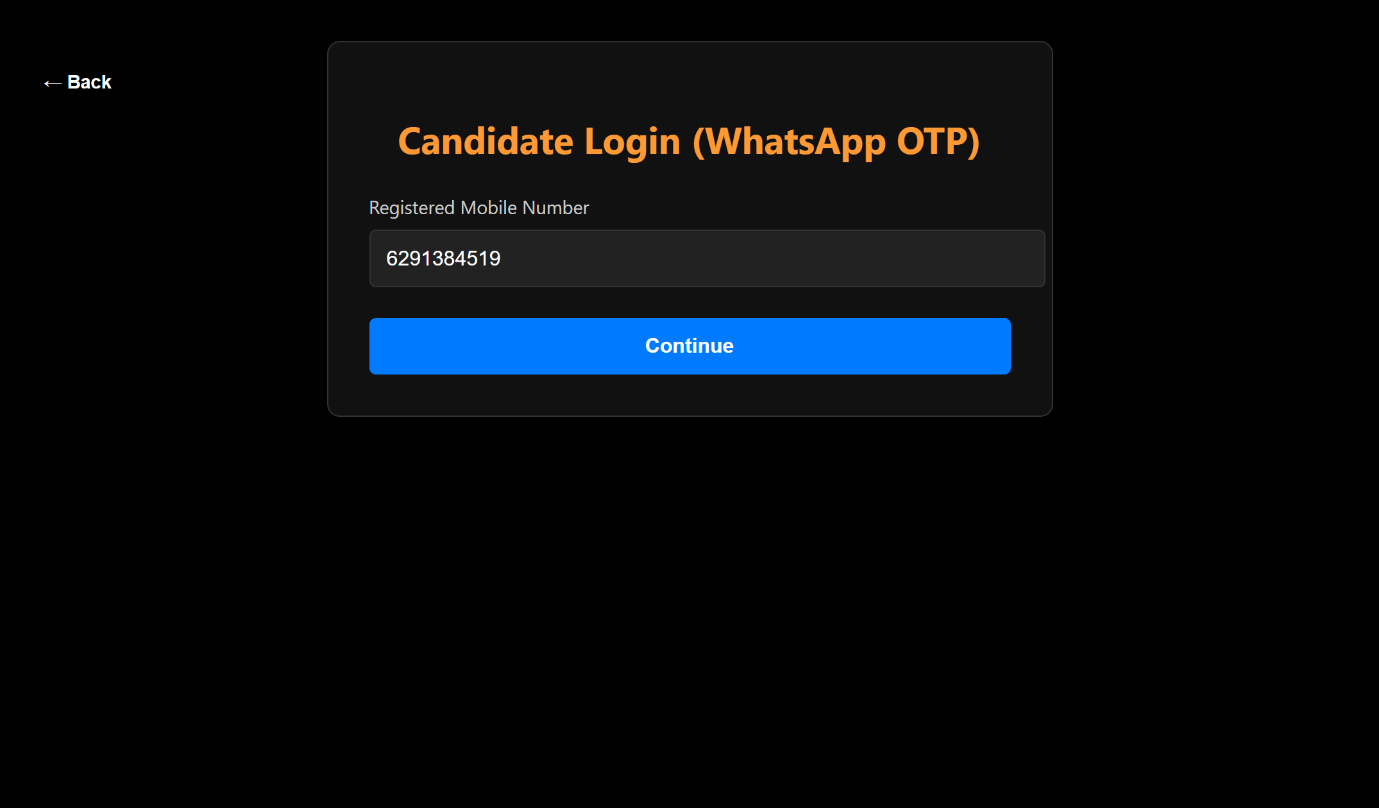 ← Back
Candidate Login (WhatsApp OTP)
Registered Mobile Number
6291384519
Continue